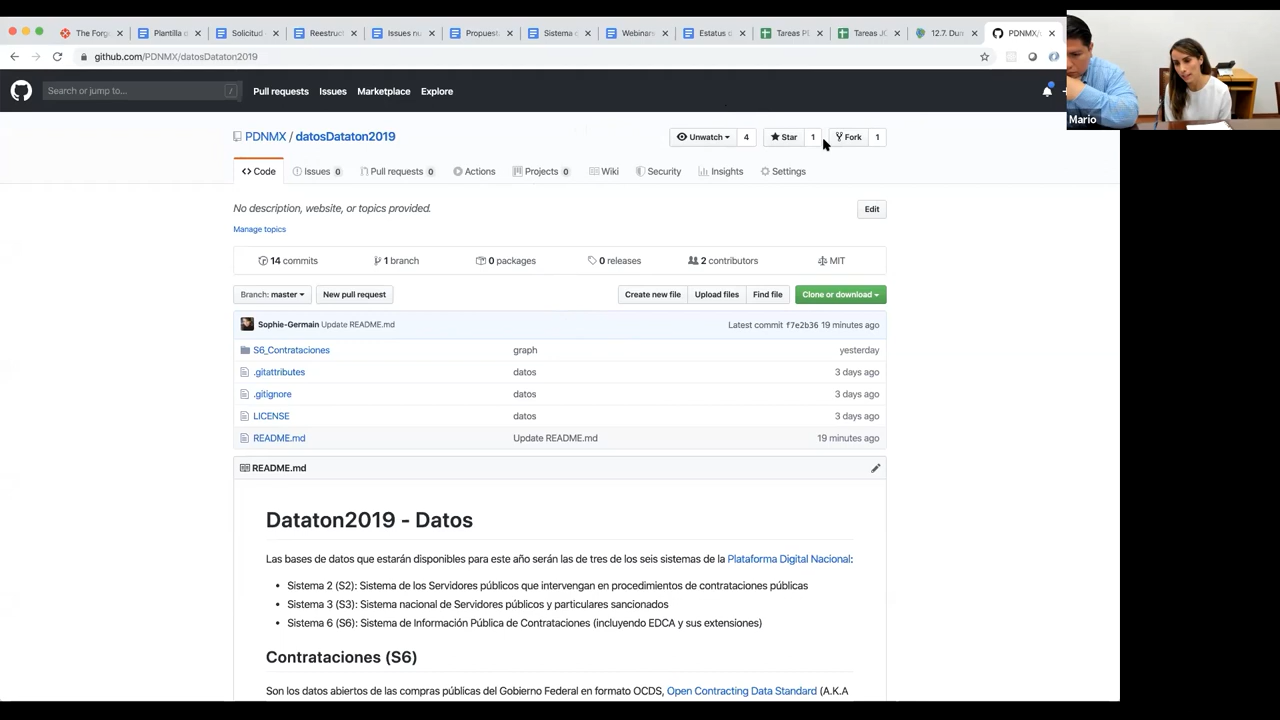 The Forg
Plantilla d
Solicitud
Reestruct
Issues nu
Propuest
Sistema d
Webinars
Estatus d
Tareas Pl
Tareas JC
12.7. Dum
PDNMX/d
github.com/PDNMX/datosDataton2019
Search or jump to...
/
Pull requests
Issues
Marketplace
Explore
Mario
PDNMX / datosDataton2019
Unwatch 4
Star 1
Fork 1
Code
Issues 0
Pull requests 0
Actions
Projects 0
Wiki
Security
Insights
Settings
No description, website, or topics provided.
Edit
Manage topics
14 commits
1 branch
0 packages
0 releases
2 contributors
MIT
Branch: master
New pull request
Create new file
Upload files
Find file
Clone or download
Sophie-Germain Update README.md
Latest commit f7e2b36 19 minutes ago
S6_Contrataciones graph yesterday
.gitattributes datos 3 days ago
.gitignore datos 3 days ago
LICENSE datos 3 days ago
README.md Update README.md 19 minutes ago
README.md
Dataton2019 - Datos
Las bases de datos que estarán disponibles para este año serán las de tres de los seis sistemas de la Plataforma Digital Nacional:
• Sistema 2 (S2): Sistema de los Servidores públicos que intervengan en procedimientos de contrataciones públicas
• Sistema 3 (S3): Sistema nacional de Servidores públicos y particulares sancionados
• Sistema 6 (S6): Sistema de Información Pública de Contrataciones (incluyendo EDCA y sus extensiones)
Contrataciones (S6)
Son los datos abiertos de las compras públicas del Gobierno Federal en formato OCDS, Open Contracting Data Standard (A.K.A